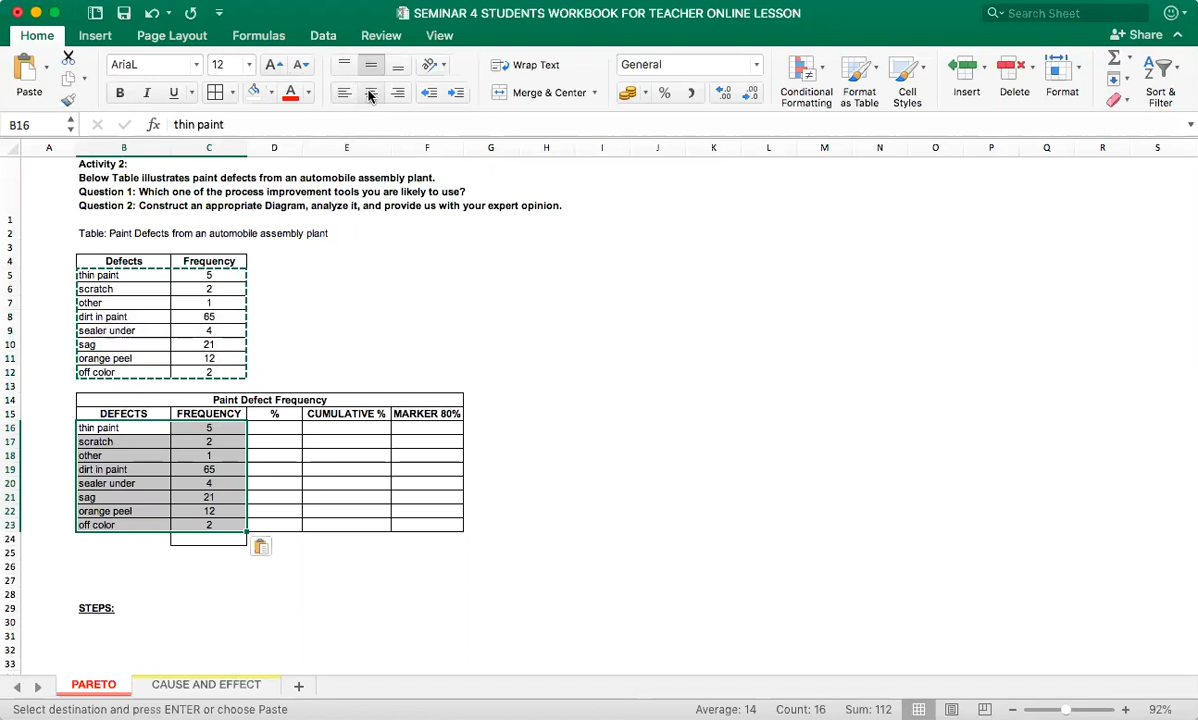 SEMINAR 4 STUDENTS WORKBOOK FOR TEACHER ONLINE LESSON
Search Sheet
Home Insert Page Layout Formulas Data Review View
Share
Paste
AriaL 12
A A
B I U
A
Wrap Text
Merge & Center
General
%
Conditional Formatting
Format as Table
Cell Styles
Insert
Delete
Format
Sort & Filter
B16 fx thin paint
A B C D E F G H I J K L M N O P Q R S
Activity 2:
Below Table illustrates paint defects from an automobile assembly plant.
Question 1: Which one of the process improvement tools you are likely to use?
Question 2: Construct an appropriate Diagram, analyze it, and provide us with your expert opinion.
1
2 Table: Paint Defects from an automobile assembly plant
3
4 Defects Frequency
5 thin paint 5
6 scratch 2
7 other 1
8 dirt in paint 65
9 sealer under 4
10 sag 21
11 orange peel 12
12 off color 2
13
14 Paint Defect Frequency
15 DEFECTS FREQUENCY % CUMULATIVE % MARKER 80%
16 thin paint 5
17 scratch 2
18 other 1
19 dirt in paint 65
20 sealer under 4
21 sag 21
22 orange peel 12
23 off color 2
24
25
26
27
28
29 STEPS:
30
31
32
33
PARETO CAUSE AND EFFECT +
Select destination and press ENTER or choose Paste Average: 14 Count: 16 Sum: 112 92%